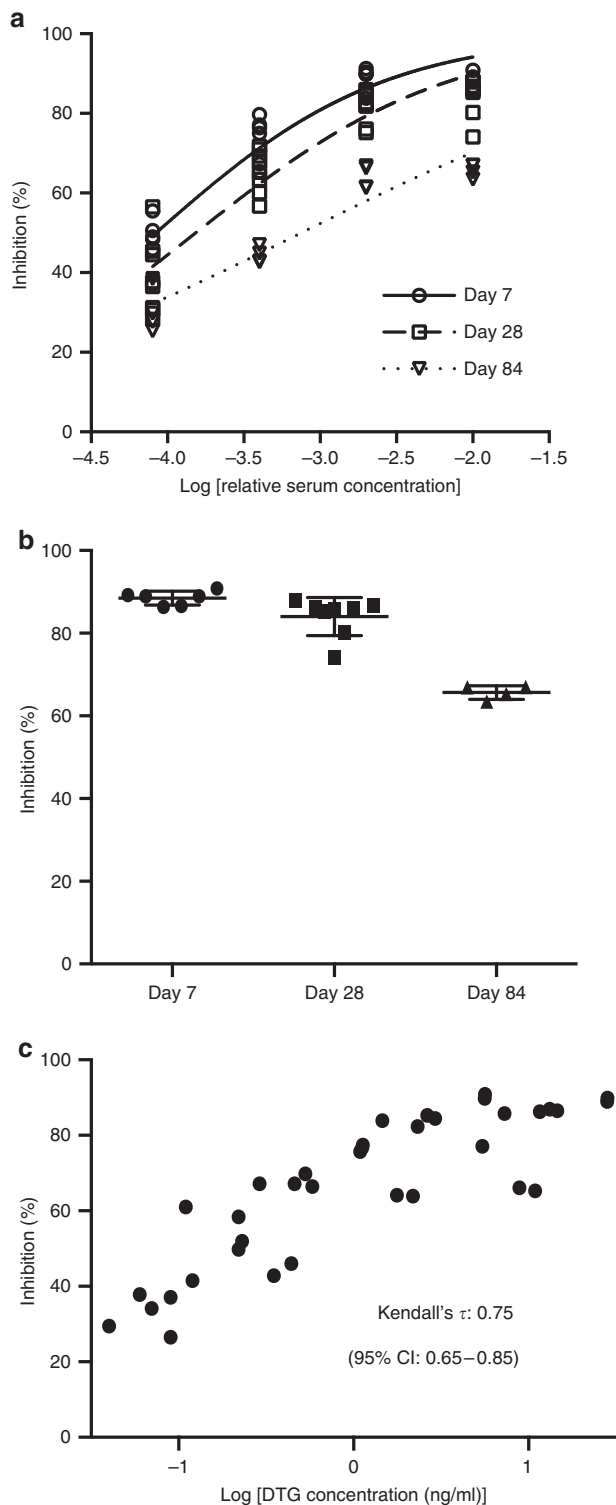 a
100
80
60
40
20
0
Inhibition (%)
Day 7
Day 28
Day 84
–4.5 –4.0 –3.5 –3.0 –2.5 –2.0 –1.5
Log [relative serum concentration]
b
100
80
60
40
20
0
Inhibition (%)
Day 7 Day 28 Day 84
c
100
80
60
40
20
0
Inhibition (%)
Kendall's τ: 0.75
(95% CI: 0.65–0.85)
–1 0 1
Log [DTG concentration (ng/ml)]